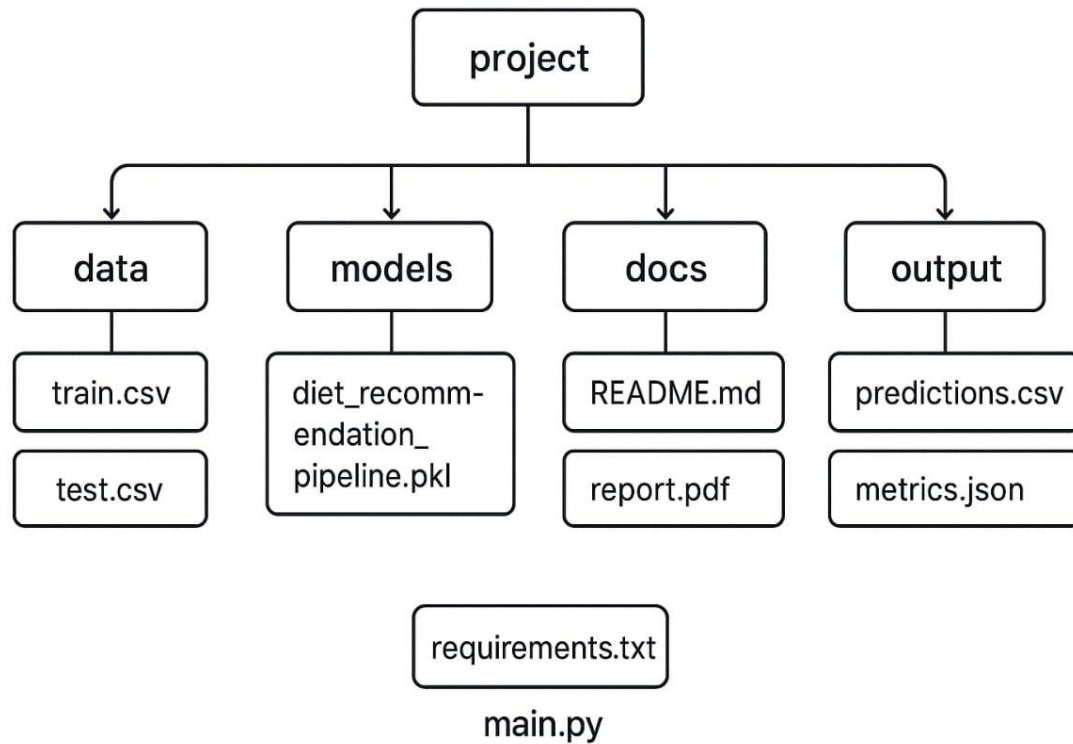 project
data
models
docs
output
train.csv
test.csv
diet_recomm-
endation_
pipeline.pkl
README.md
report.pdf
predictions.csv
metrics.json
requirements.txt
main.py